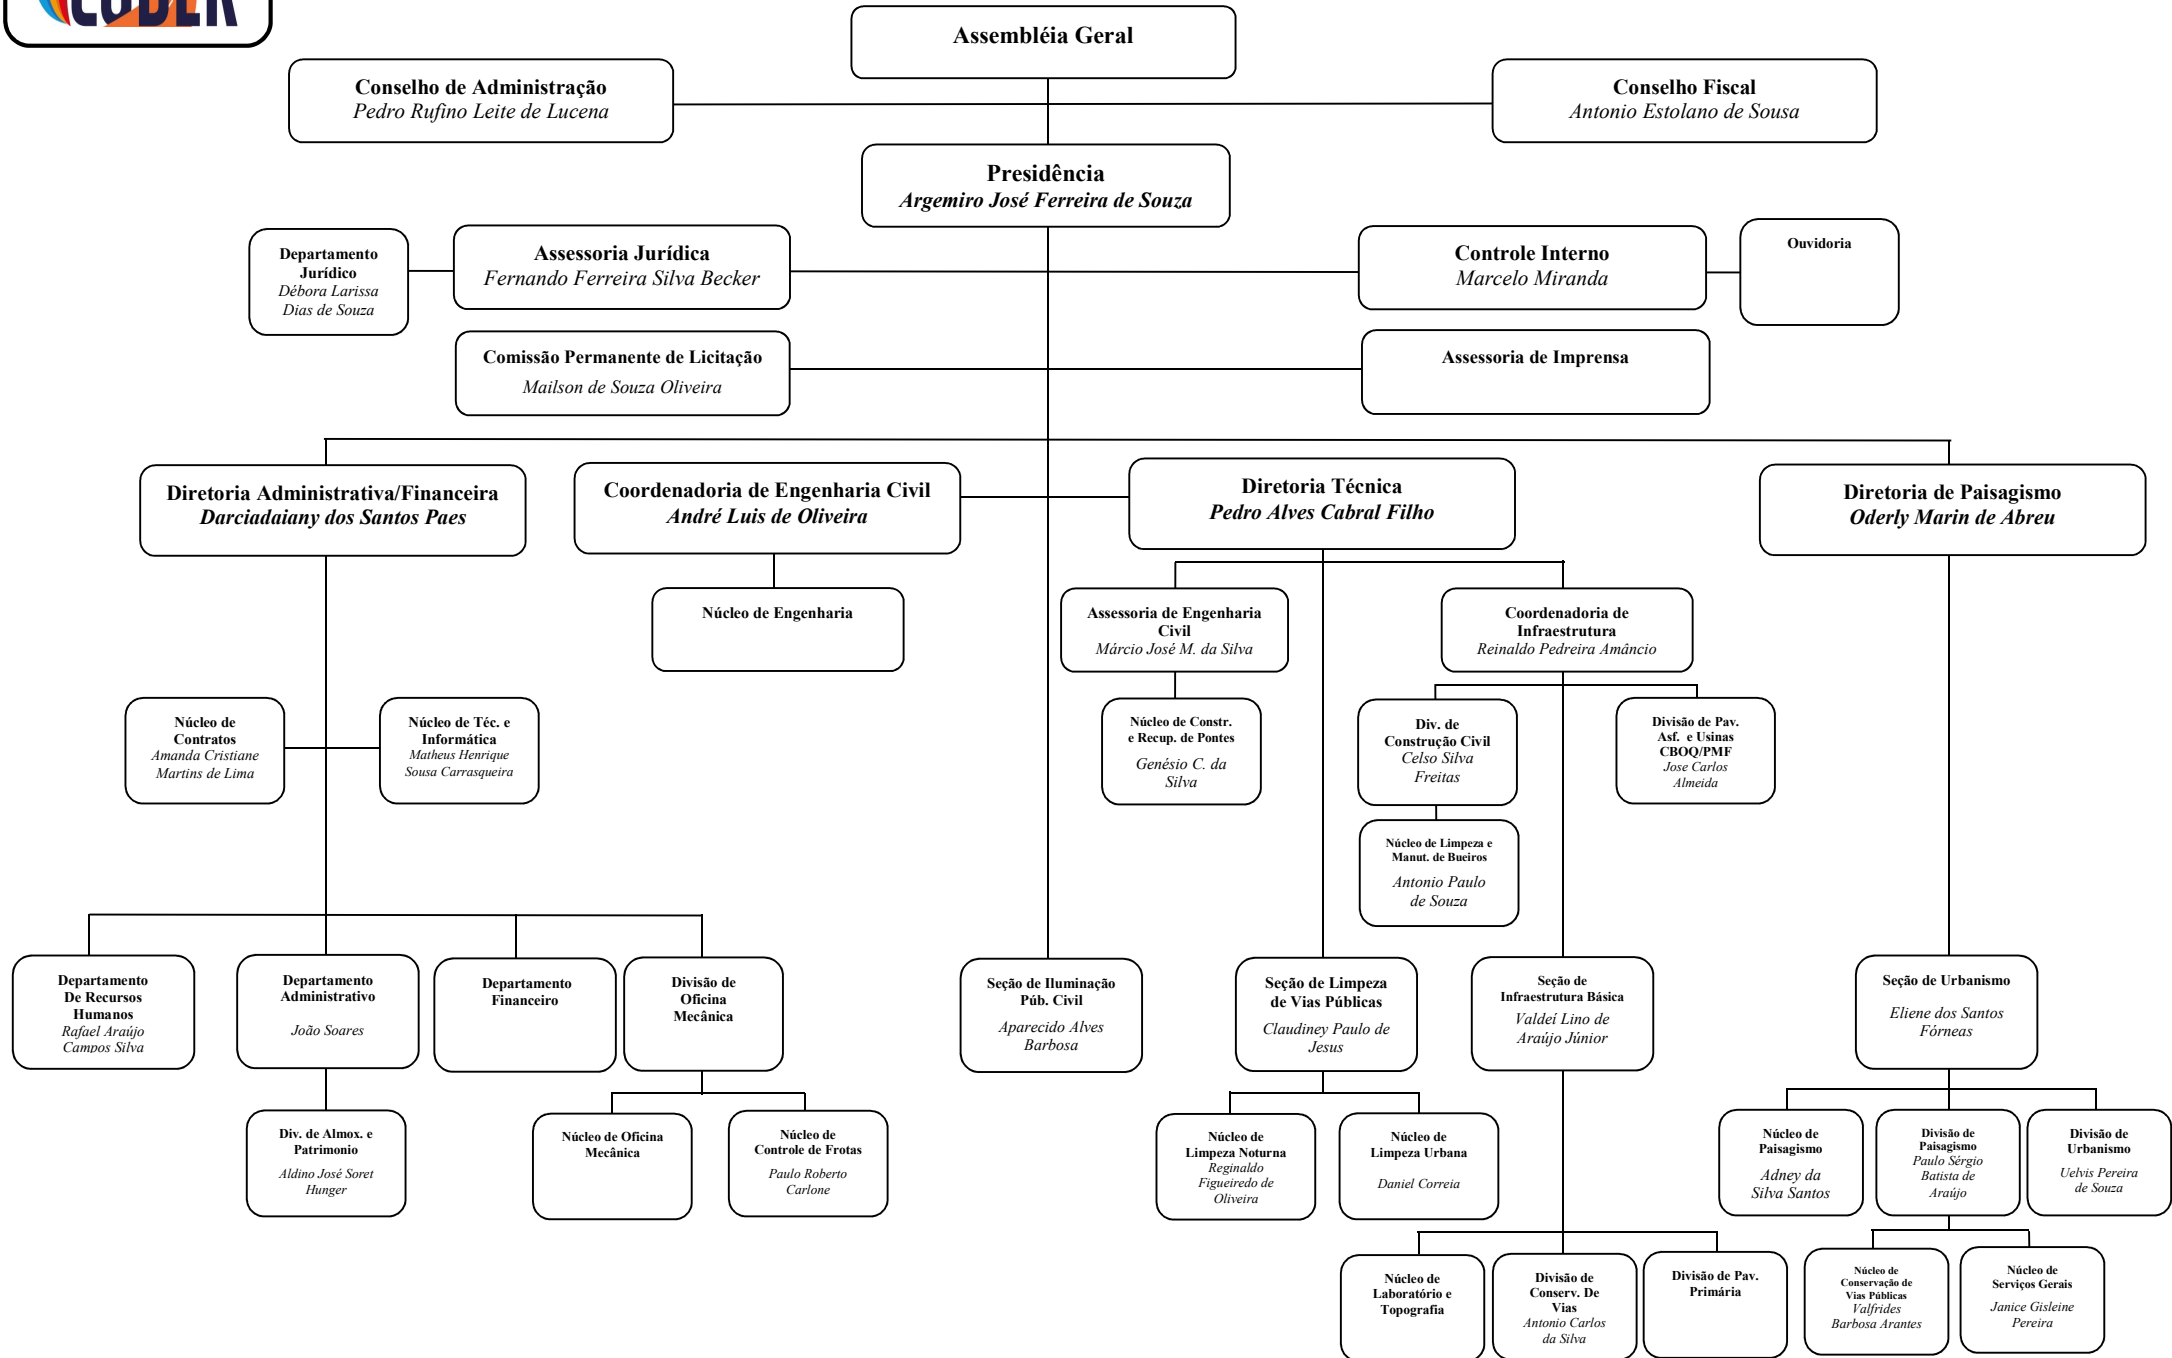 CODER
Assembléia Geral
Conselho de Administração
Pedro Rufino Leite de Lucena
Conselho Fiscal
Antonio Estolano de Sousa
Presidência
Argemiro José Ferreira de Souza
Departamento
Jurídico
Débora Larissa
Dias de Souza
Assessoria Jurídica
Fernando Ferreira Silva Becker
Controle Interno
Marcelo Miranda
Ouvidoria
Comissão Permanente de Licitação
Mailson de Souza Oliveira
Assessoria de Imprensa
Diretoria Administrativa/Financeira
Darciadaiany dos Santos Paes
Coordenadoria de Engenharia Civil
André Luis de Oliveira
Diretoria Técnica
Pedro Alves Cabral Filho
Diretoria de Paisagismo
Oderly Marin de Abreu
Núcleo de Engenharia
Assessoria de Engenharia
Civil
Márcio José M. da Silva
Coordenadoria de
Infraestrutura
Reinaldo Pedreira Amâncio
Núcleo de
Contratos
Amanda Cristiane
Martins de Lima
Núcleo de Téc. e
Informática
Matheus Henrique
Sousa Carrasqueira
Núcleo de Constr.
e Recup. de Pontes
Genésio C. da
Silva
Div. de
Construção Civil
Celso Silva
Freitas
Divisão de Pav.
Asf. e Usinas
CBOQ/PMF
Jose Carlos
Almeida
Núcleo de Limpeza e
Manut. de Bueiros
Antonio Paulo
de Souza
Departamento
De Recursos
Humanos
Rafael Araújo
Campos Silva
Departamento
Administrativo
João Soares
Departamento
Financeiro
Divisão de
Oficina
Mecânica
Seção de Iluminação
Púb. Civil
Aparecido Alves
Barbosa
Seção de Limpeza
de Vias Públicas
Claudiney Paulo de
Jesus
Seção de
Infraestrutura Básica
Valdeí Lino de
Araújo Júnior
Seção de Urbanismo
Eliene dos Santos
Fórneas
Div. de Almox. e
Patrimonio
Aldino José Soret
Hunger
Núcleo de Oficina
Mecânica
Núcleo de
Controle de Frotas
Paulo Roberto
Carlone
Núcleo de
Limpeza Noturna
Reginaldo
Figueiredo de
Oliveira
Núcleo de
Limpeza Urbana
Daniel Correia
Núcleo de
Paisagismo
Adney da
Silva Santos
Divisão de
Paisagismo
Paulo Sérgio
Batista de
Araújo
Divisão de
Urbanismo
Uelvis Pereira
de Souza
Núcleo de
Laboratório e
Topografia
Divisão de
Conserv. De
Vias
Antonio Carlos
da Silva
Divisão de Pav.
Primária
Núcleo de
Conservação de
Vias Públicas
Valfrides
Barbosa Arantes
Núcleo de
Serviços Gerais
Janice Gisleine
Pereira